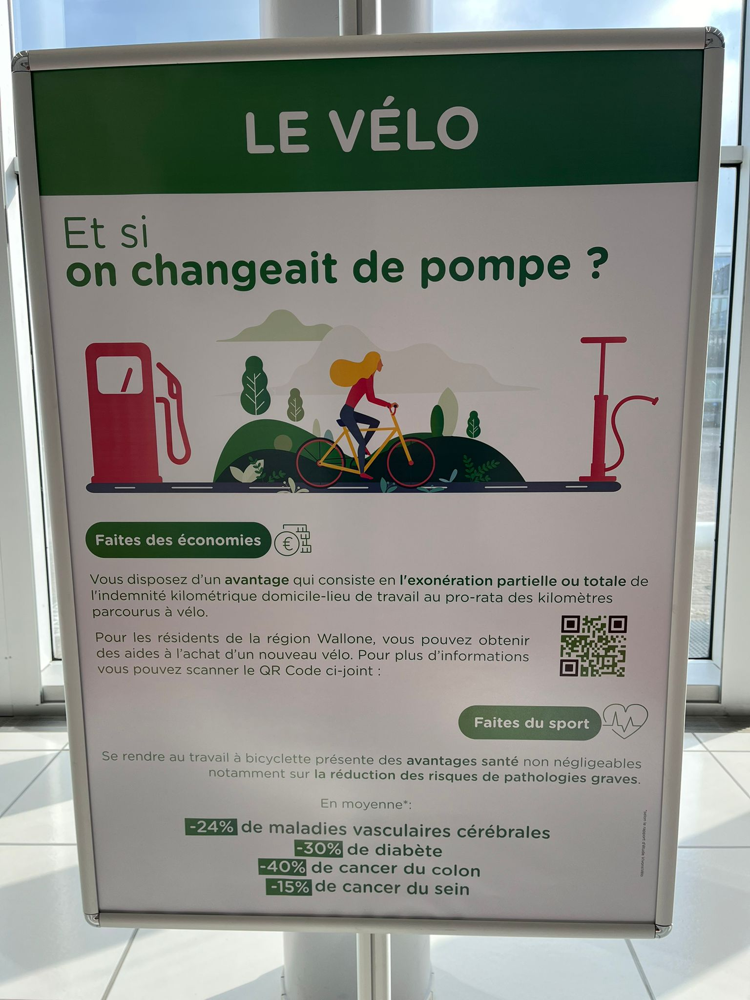 LE VÉLO
Et si
on changeait de pompe ?
Faites des économies
€
Vous disposez d'un avantage qui consiste en l'exonération partielle ou totale de
l'indemnité kilométrique domicile-lieu de travail au pro-rata des kilomètres
parcourus à vélo.
Pour les résidents de la région Wallone, vous pouvez obtenir
des aides à l'achat d'un nouveau vélo. Pour plus d'informations
vous pouvez scanner le QR Code ci-joint :
Faites du sport
Se rendre au travail à bicyclette présente des avantages santé non négligeables
notamment sur la réduction des risques de pathologies graves.
En moyenne*:
-24% de maladies vasculaires cérébrales
-30% de diabète
-40% de cancer du colon
-15% de cancer du sein
*selon le rapport d'étude VivonsVélo